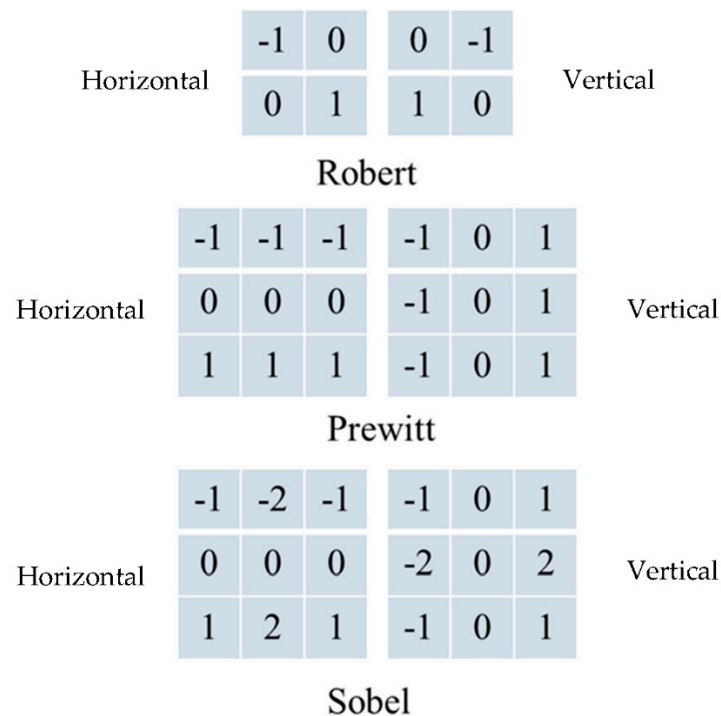 -1 0 0 -1
Horizontal Vertical
0 1 1 0
Robert
-1 -1 -1 -1 0 1
Horizontal 0 0 0 -1 0 1 Vertical
1 1 1 -1 0 1
Prewitt
-1 -2 -1 -1 0 1
Horizontal 0 0 0 -2 0 2 Vertical
1 2 1 -1 0 1
Sobel